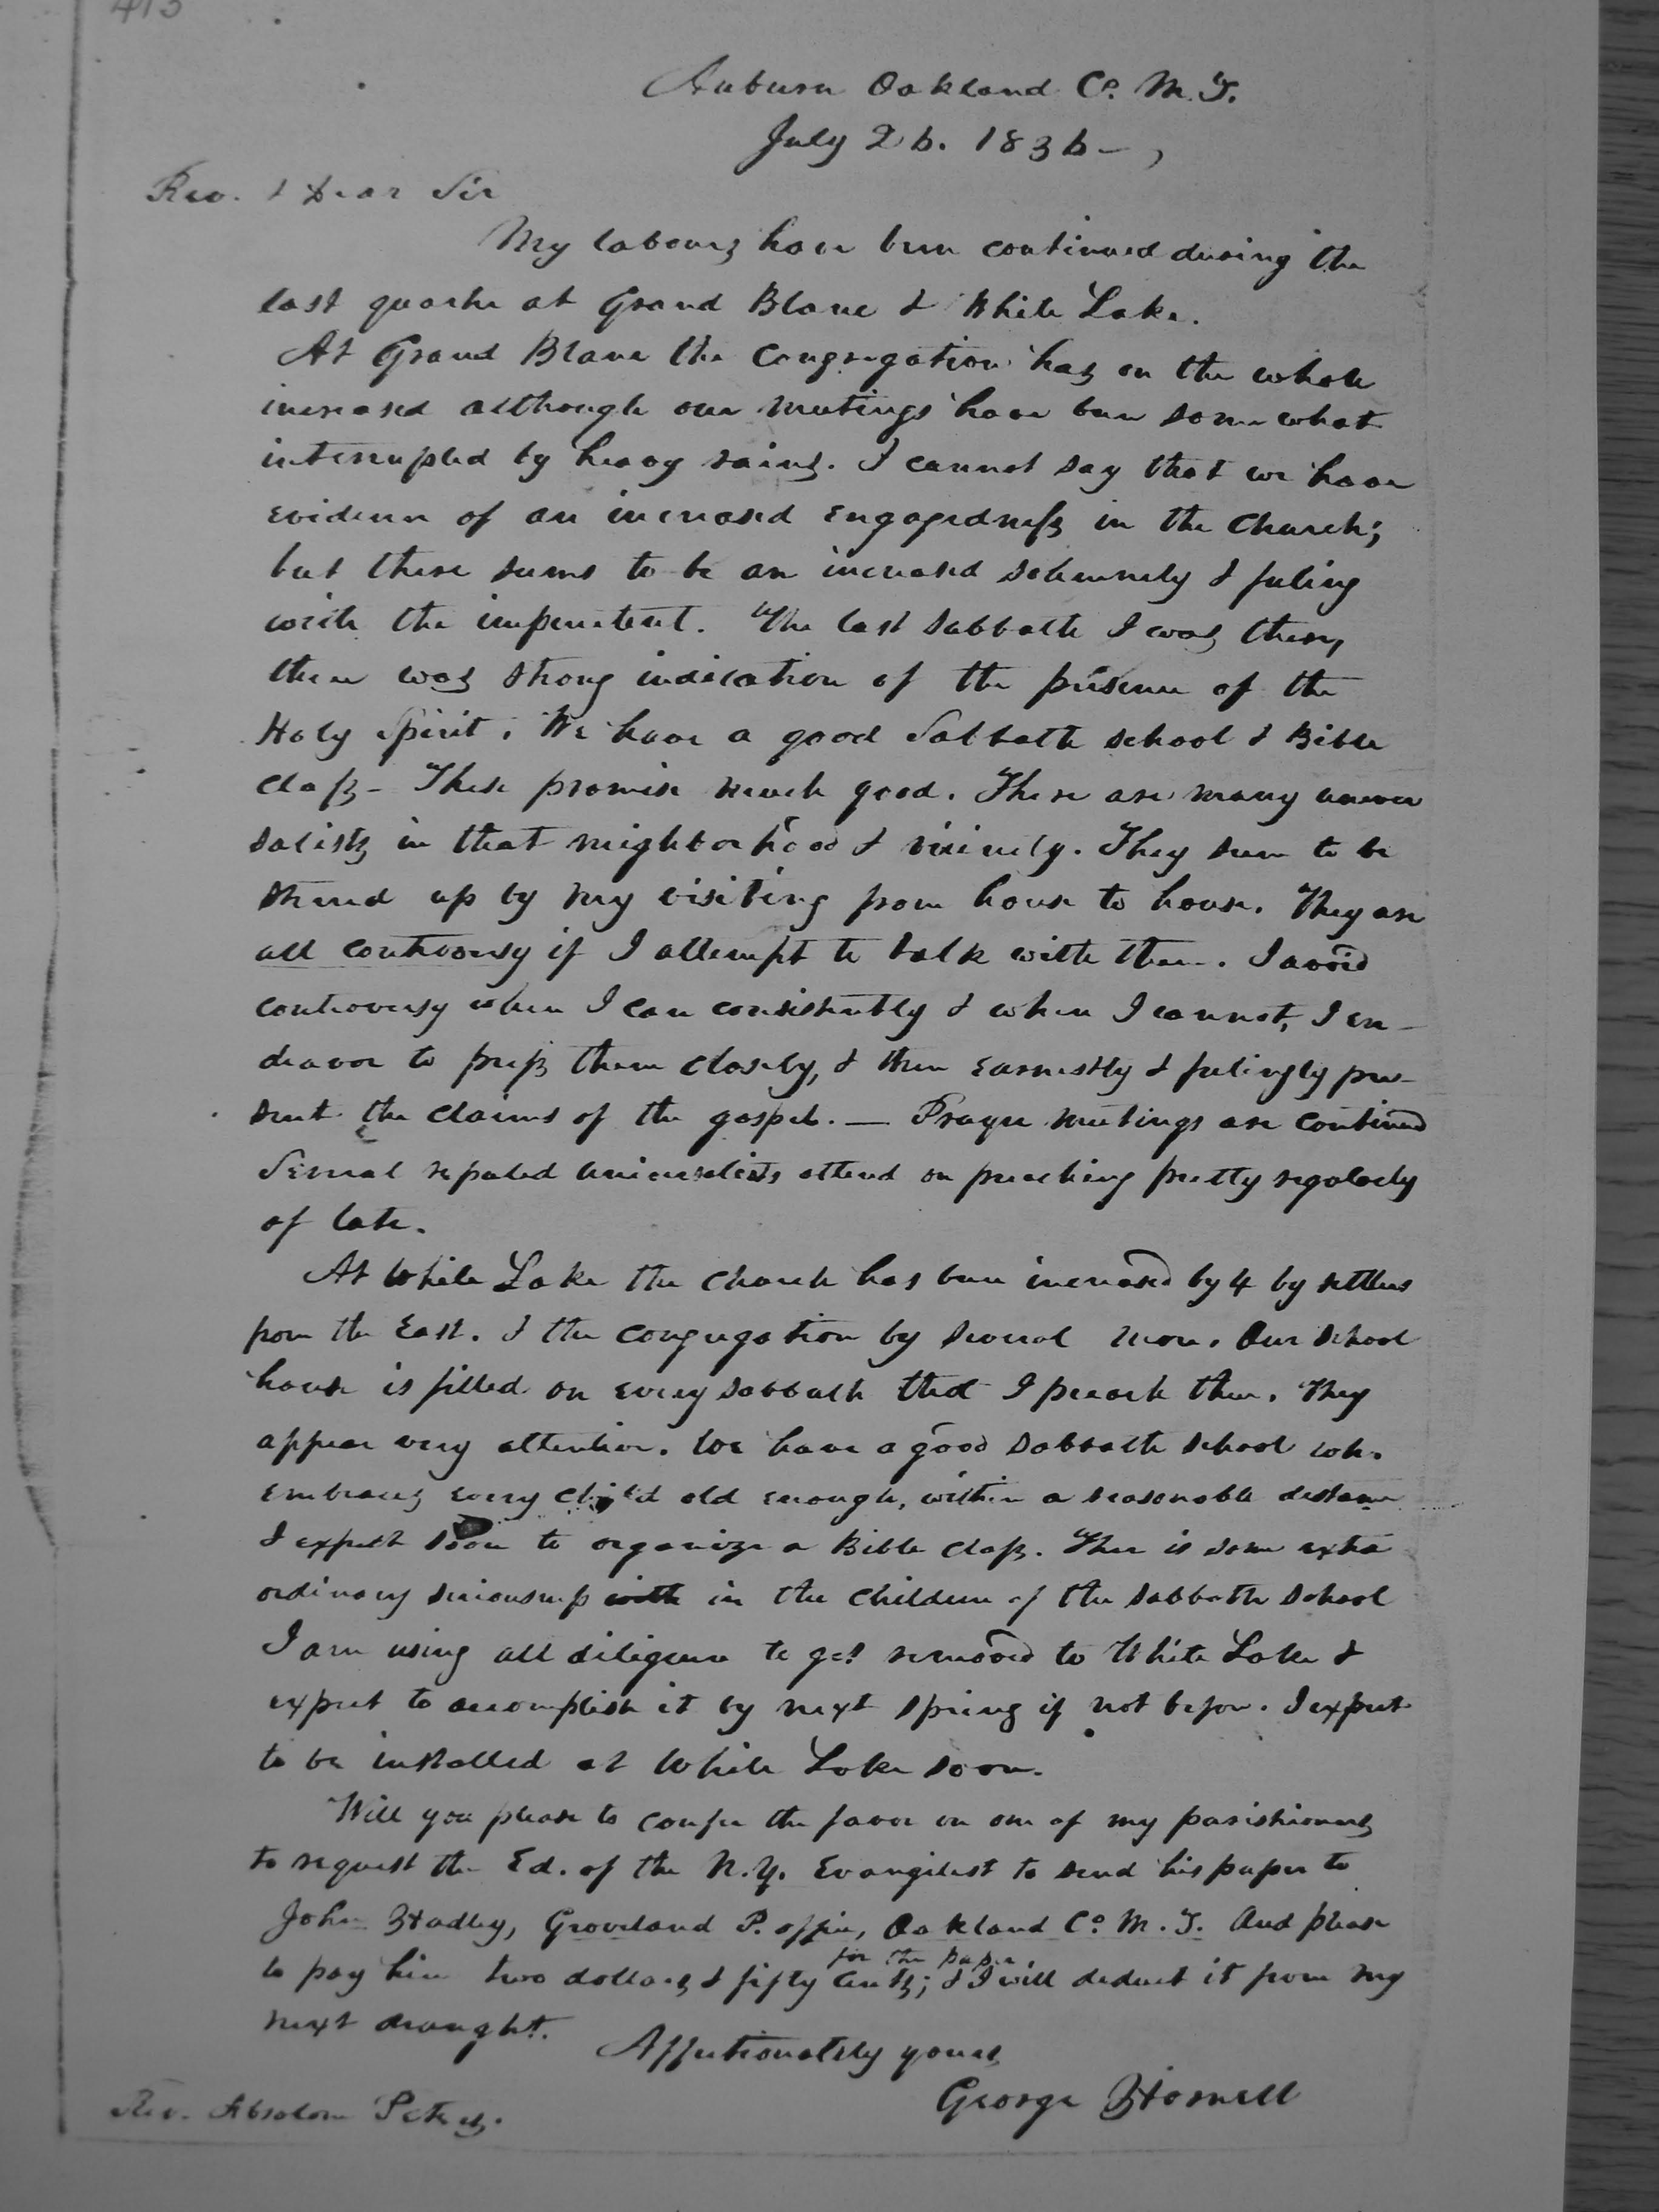 413
Auburn Oakland Co. M. T.
July 26. 1836 –,
Rev. & Dear Sir
My labours have been continued during the
last quarter at Grand Blanc & White Lake.
At Grand Blanc the Congregation has on the whole
increased although our meetings have been somewhat
interrupted by heavy rains. I cannot say that we have
evidence of an increased engagedness in the church;
but there seems to be an increased solemnity & feeling
with the impenitent. The last Sabbath I was there,
there was strong indication of the presence of the
Holy Spirit. We have a good Sabbath school & Bible
class – These promise much good. There are many univer
salists in that neighborhood & vicinity. They seem to be
stirred up by my visiting from house to house. They are
all controversy if I attempt to talk with them. I avoid
controversy when I can consistently & when I cannot, I en-
deavor to press them closely, & then earnestly & feelingly pre-
sent the claims of the gospel. — Prayer meetings are continued
Several reputed universalists attend on preaching pretty regularly
of late.
At White Lake the church has been increased by 4 by settlers
from the East. & the congregation by several more. Our school
house is filled on every Sabbath that I preach there. They
appear very attentive. We have a good Sabbath school wh.
embraces every child old enough, within a reasonable distance
I expect soon to organize a Bible class. There is some extra
ordinary seriousness with in the children of the Sabbath school
I am using all diligence to get removed to White Lake &
expect to accomplish it by next spring if not before. I expect
to be installed at White Lake soon.
Will you please to confer the favor on one of my parishioners
to request the Ed. of the N.Y. Evangelist to send his paper to
John Hadley, Groveland P. office, Oakland Co. M. T. And please
for the paper
to pay him two dollars & fifty cents; & I will deduct it from my
next draught.
Affectionately yours
George Hornell
Rev. Absolom Peters.